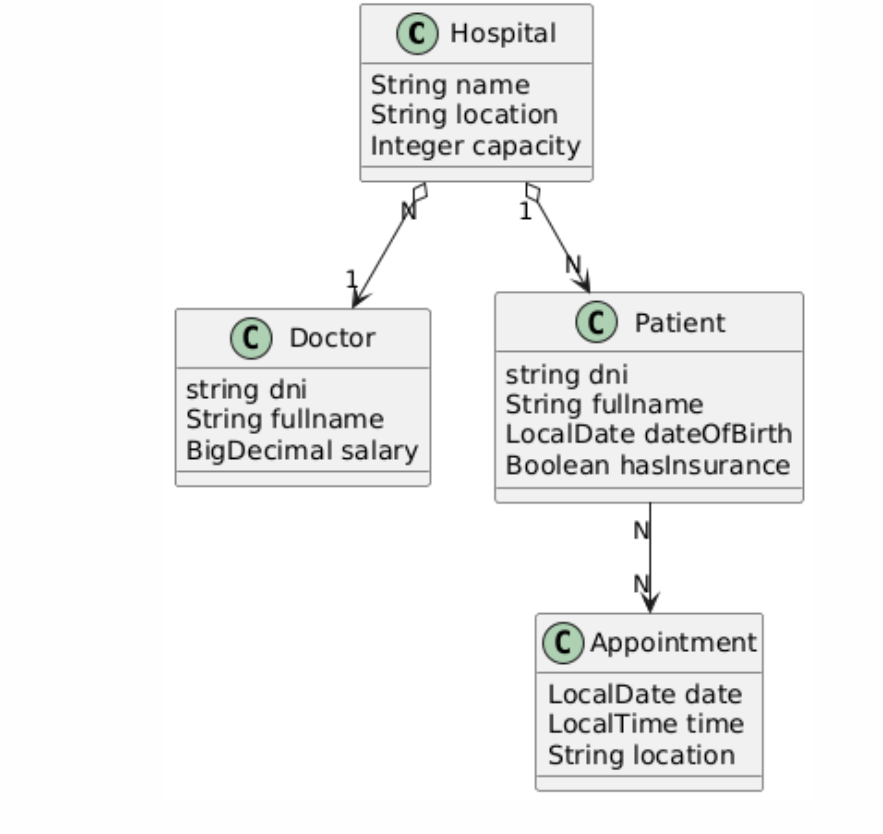 C Hospital
String name
String location
Integer capacity
N
1
1
N
C Doctor
string dni
String fullname
BigDecimal salary
C Patient
string dni
String fullname
LocalDate dateOfBirth
Boolean hasInsurance
N
N
C Appointment
LocalDate date
LocalTime time
String location